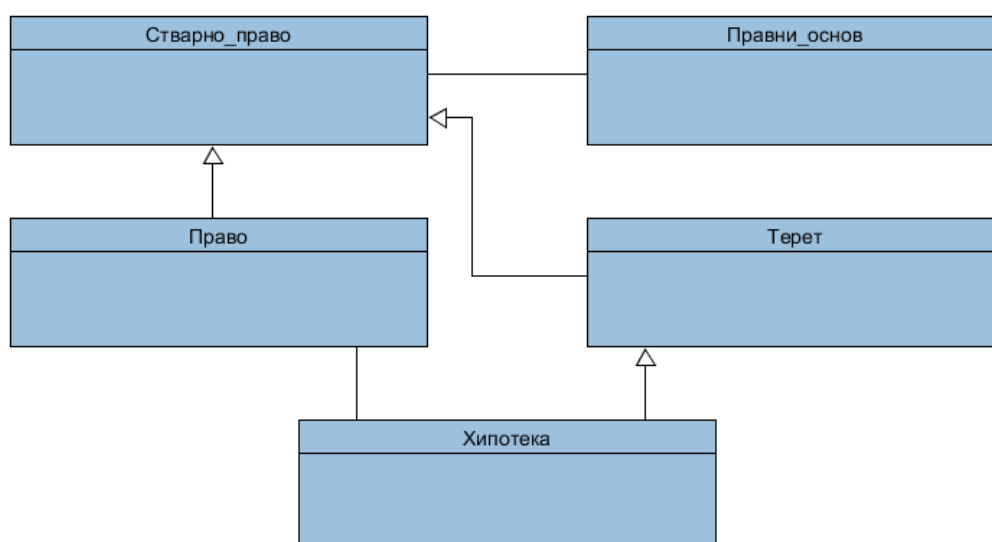 Стварно_право
Правни_основ
Право
Терет
Хипотека